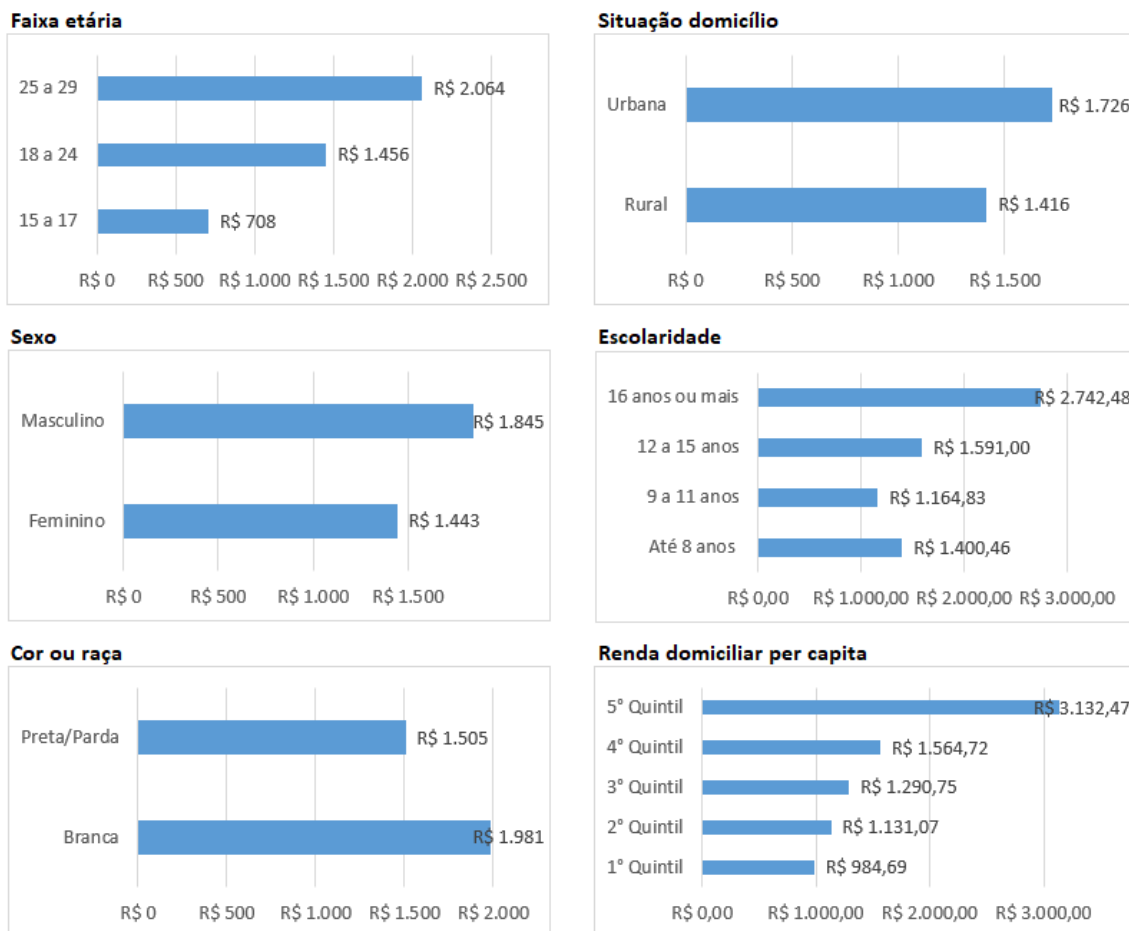 Faixa etária
25 a 29
R$ 2.064
18 a 24
R$ 1.456
15 a 17
R$ 708
R$ 0 R$ 500 R$ 1.000 R$ 1.500 R$ 2.000 R$ 2.500
Situação domicílio
Urbana
R$ 1.726
Rural
R$ 1.416
R$ 0 R$ 500 R$ 1.000 R$ 1.500
Sexo
Masculino
R$ 1.845
Feminino
R$ 1.443
R$ 0 R$ 500 R$ 1.000 R$ 1.500
Escolaridade
16 anos ou mais
R$ 2.742,48
12 a 15 anos
R$ 1.591,00
9 a 11 anos
R$ 1.164,83
Até 8 anos
R$ 1.400,46
R$ 0,00 R$ 1.000,00 R$ 2.000,00 R$ 3.000,00
Cor ou raça
Preta/Parda
R$ 1.505
Branca
R$ 1.981
R$ 0 R$ 500 R$ 1.000 R$ 1.500 R$ 2.000
Renda domiciliar per capita
5° Quintil
R$ 3.132,47
4° Quintil
R$ 1.564,72
3° Quintil
R$ 1.290,75
2° Quintil
R$ 1.131,07
1° Quintil
R$ 984,69
R$ 0,00 R$ 1.000,00 R$ 2.000,00 R$ 3.000,00